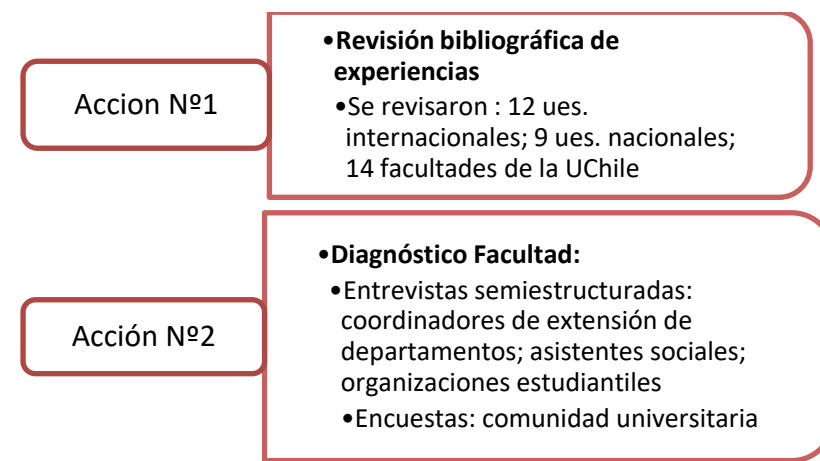 Accion Nº1
•Revisión bibliográfica de
experiencias
•Se revisaron : 12 ues.
internacionales; 9 ues. nacionales;
14 facultades de la UChile
Acción Nº2
•Diagnóstico Facultad:
•Entrevistas semiestructuradas:
coordinadores de extensión de
departamentos; asistentes sociales;
organizaciones estudiantiles
•Encuestas: comunidad universitaria